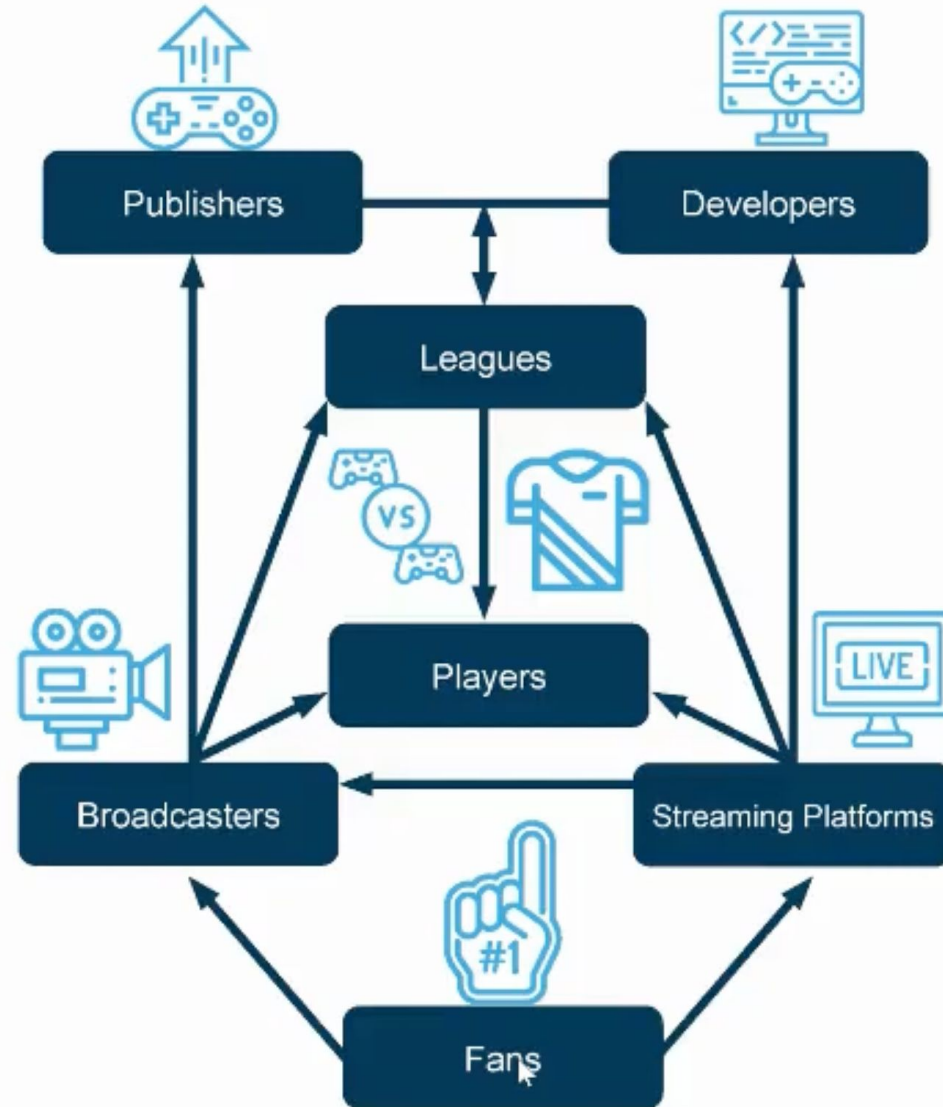 </>
Publishers
Developers
Leagues
VS
Players
LIVE
Broadcasters
Streaming Platforms
#1
Fans